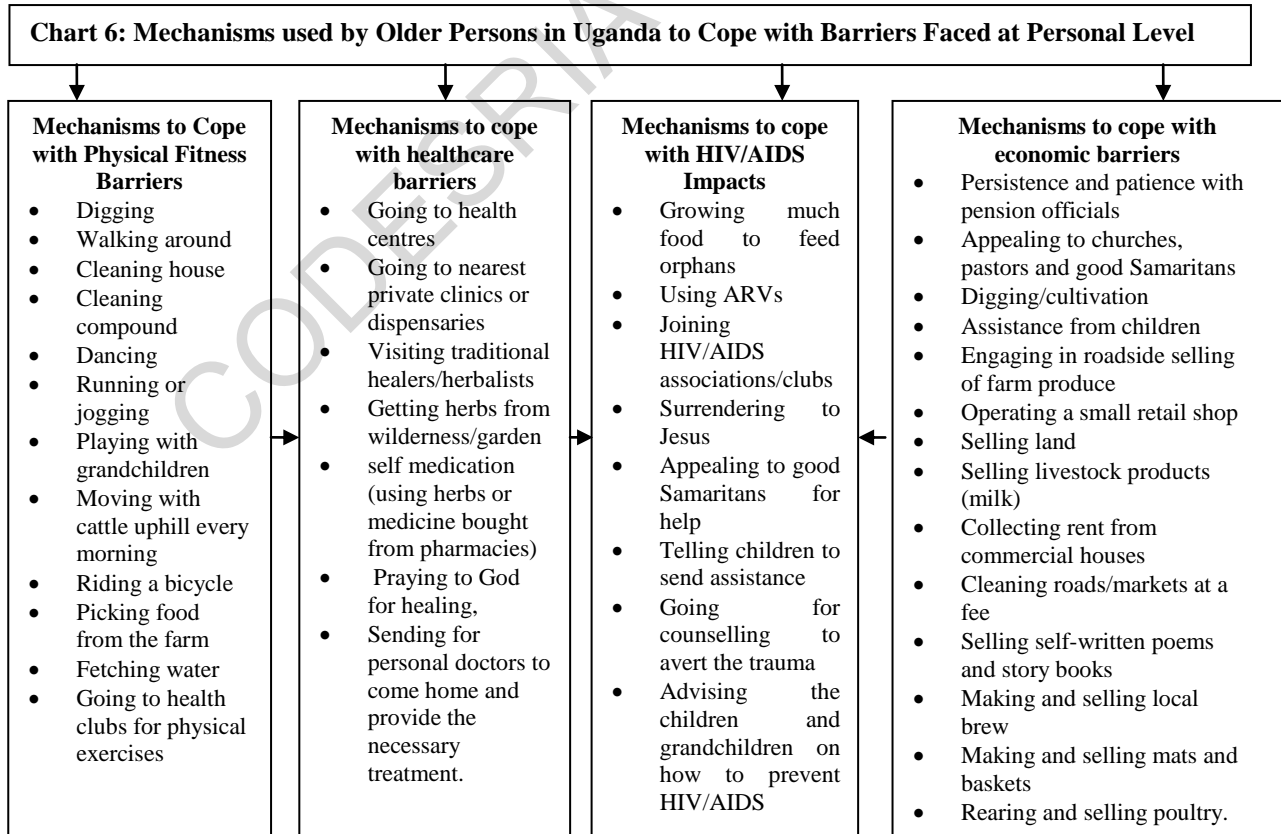 Chart 6: Mechanisms used by Older Persons in Uganda to Cope with Barriers Faced at Personal Level
Mechanisms to Cope
with Physical Fitness
Barriers
• Digging
• Walking around
• Cleaning house
• Cleaning
compound
• Dancing
• Running or
jogging
• Playing with
grandchildren
• Moving with
cattle uphill every
morning
• Riding a bicycle
• Picking food
from the farm
• Fetching water
• Going to health
clubs for physical
exercises
Mechanisms to cope
with healthcare
barriers
• Going to health
centres
• Going to nearest
private clinics or
dispensaries
• Visiting traditional
healers/herbalists
• Getting herbs from
wilderness/garden
• self medication
(using herbs or
medicine bought
from pharmacies)
• Praying to God
for healing,
• Sending for
personal doctors to
come home and
provide the
necessary
treatment.
Mechanisms to cope
with HIV/AIDS
Impacts
• Growing much
food to feed
orphans
• Using ARVs
• Joining
HIV/AIDS
associations/clubs
• Surrendering to
Jesus
• Appealing to good
Samaritans for
help
• Telling children to
send assistance
• Going for
counselling to
avert the trauma
• Advising the
children and
grandchildren on
how to prevent
HIV/AIDS
Mechanisms to cope with
economic barriers
• Persistence and patience with
pension officials
• Appealing to churches,
pastors and good Samaritans
• Digging/cultivation
• Assistance from children
• Engaging in roadside selling
of farm produce
• Operating a small retail shop
• Selling land
• Selling livestock products
(milk)
• Collecting rent from
commercial houses
• Cleaning roads/markets at a
fee
• Selling self-written poems
and story books
• Making and selling local
brew
• Making and selling mats and
baskets
• Rearing and selling poultry.
CODESRIA